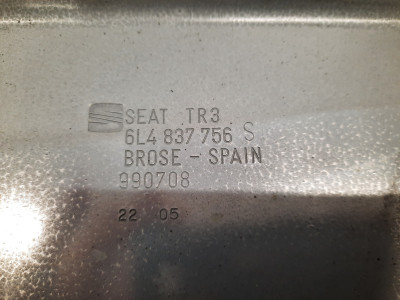 SEAT TR3
6L4 837 756 S
BROSE - SPAIN
990708
22 05